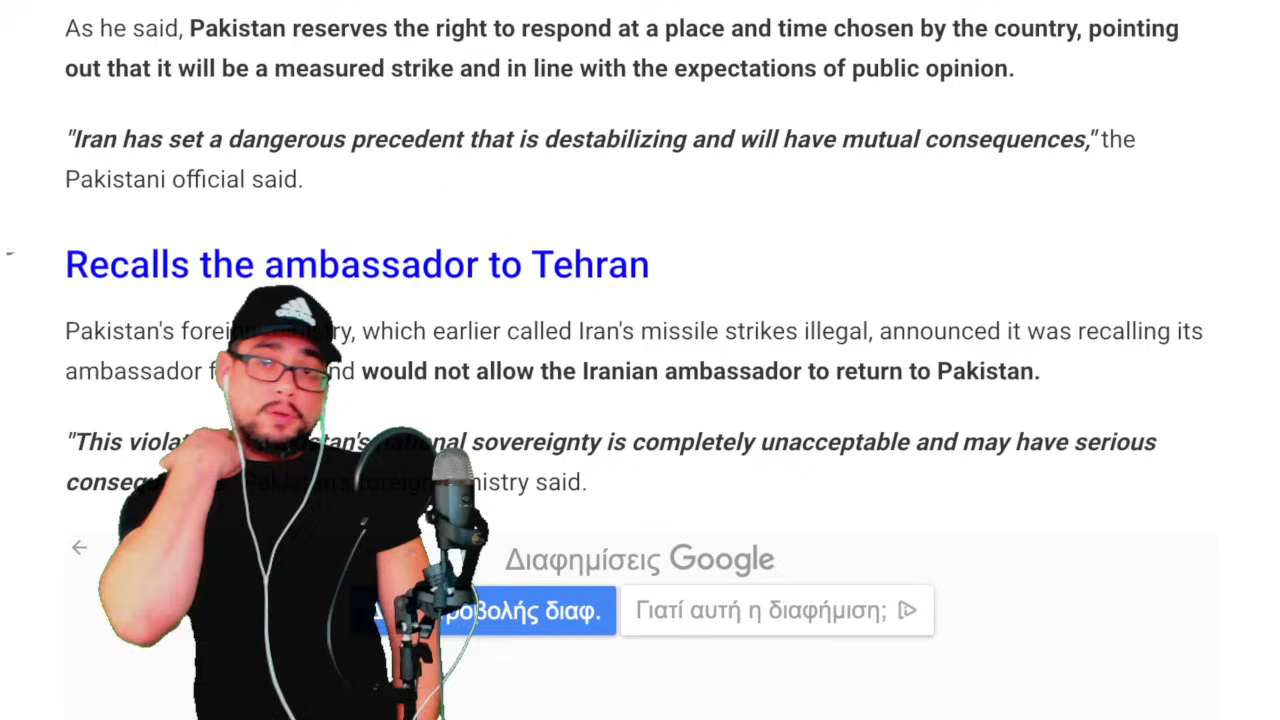 As he said, Pakistan reserves the right to respond at a place and time chosen by the country, pointing
out that it will be a measured strike and in line with the expectations of public opinion.
"Iran has set a dangerous precedent that is destabilizing and will have mutual consequences," the
Pakistani official said.
Recalls the ambassador to Tehran
Pakistan's which earlier called Iran's missile strikes illegal, announced it was recalling its
ambassador would not allow the Iranian ambassador to return to Pakistan.
"This national sovereignty is completely unacceptable and may have serious
Pakistan's foreign ministry said.
Διαφημίσεις Google
διαφ.
Γιατί αυτή η διαφήμιση;